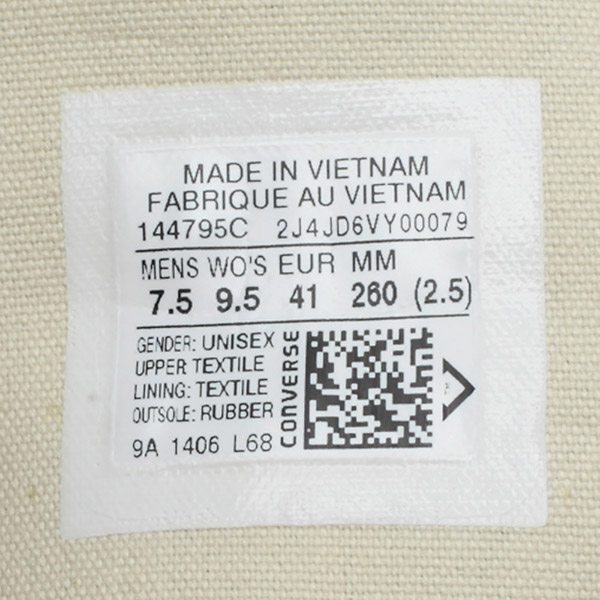 MADE IN VIETNAM
FABRIQUE AU VIETNAM
144795C 2J4JD6VY00079
MENS WO'S EUR MM
7.5 9.5 41 260 (2.5)
GENDER: UNISEX
UPPER TEXTILE
LINING: TEXTILE
OUTSOLE: RUBBER
9A 1406 L68
CONVERSE